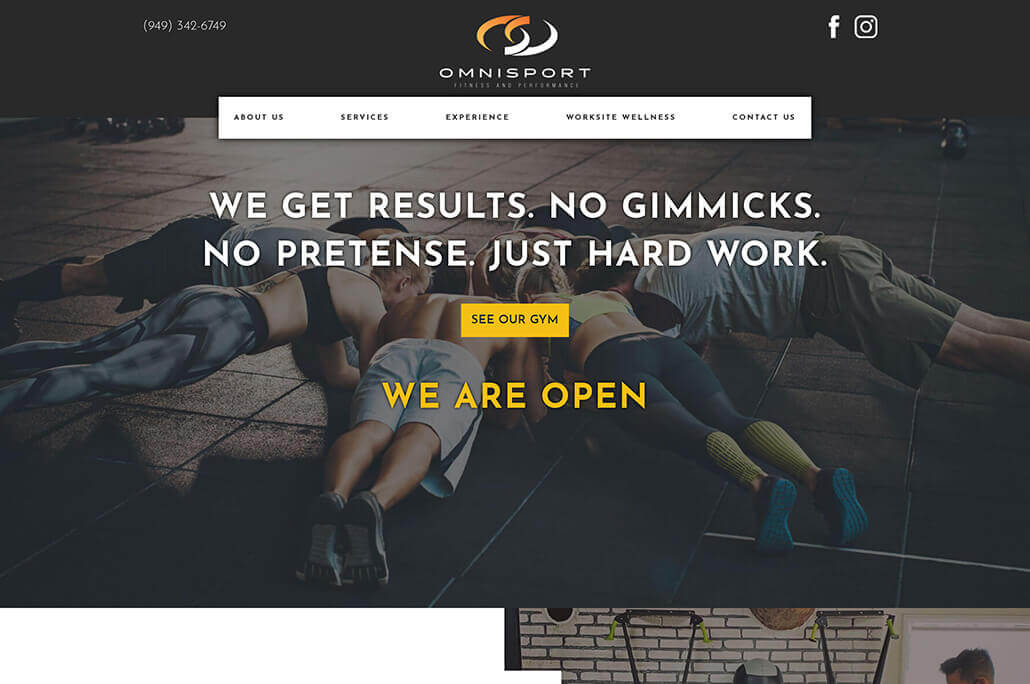 (949) 342-6749
OMNISPORT
FITNESS AND PERFORMANCE
ABOUT US SERVICES EXPERIENCE WORKSITE WELLNESS CONTACT US
WE GET RESULTS. NO GIMMICKS.
NO PRETENSE. JUST HARD WORK.
SEE OUR GYM
WE ARE OPEN